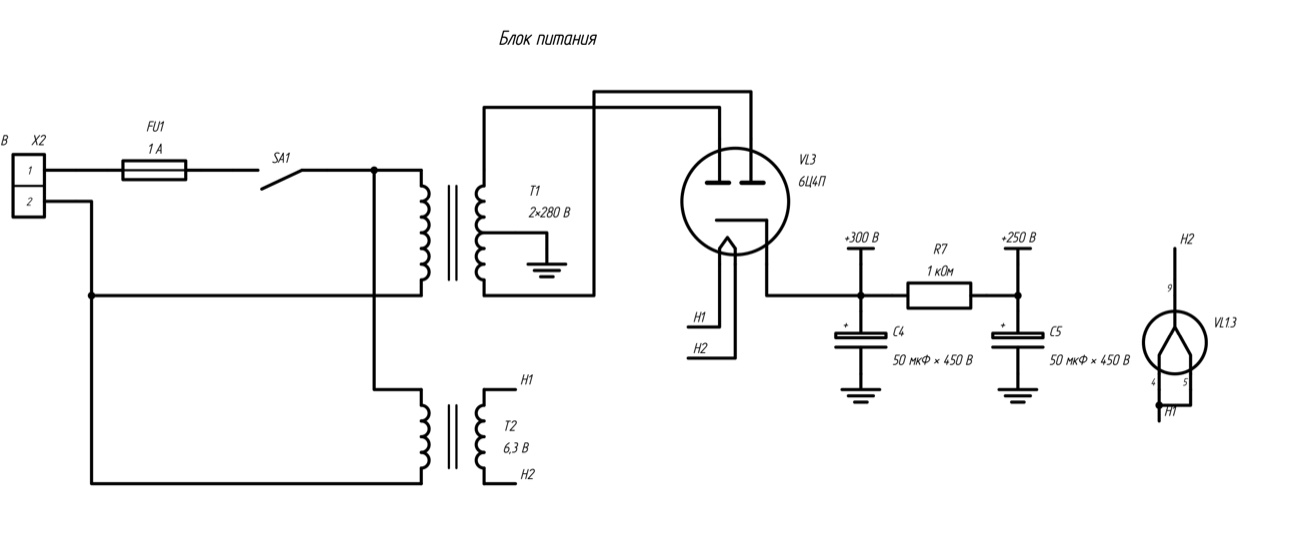 Блок питания
В
X2
1
2
FU1
1 А
SA1
T1
2×280 В
VL3
6Ц4П
H1
H2
+300 В
R7
1 кОм
+250 В
+
C4
50 мкФ × 450 В
+
C5
50 мкФ × 450 В
H2
9
VL1.3
4
5
H1
H1
T2
6,3 В
H2